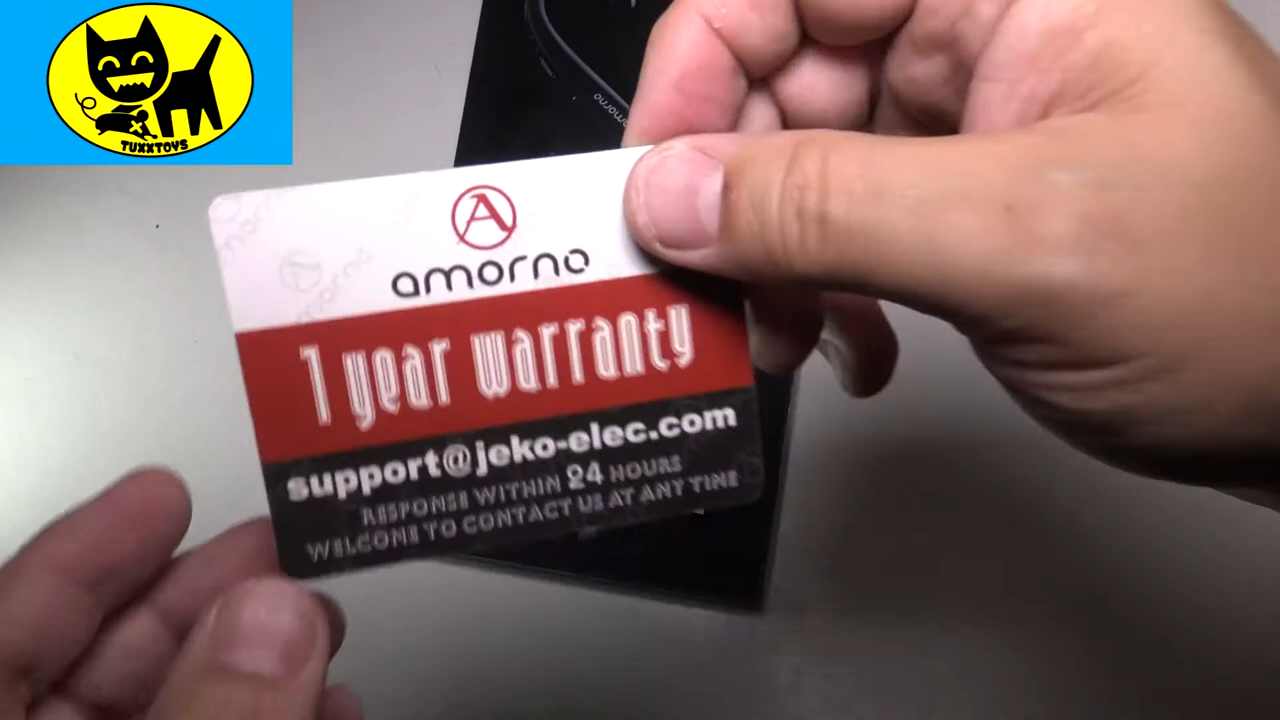 TUXXTOYS
amorno
A
amorno
1 year warranty
support@jeko-elec.com
RESPONSE WITHIN 24 HOURS
WELCOME TO CONTACT US AT ANY TIME